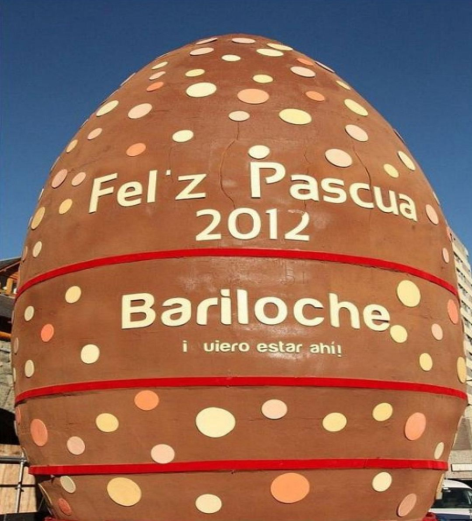 Fel´z Pascua
2012
Bariloche
¡ uiero estar ahí!